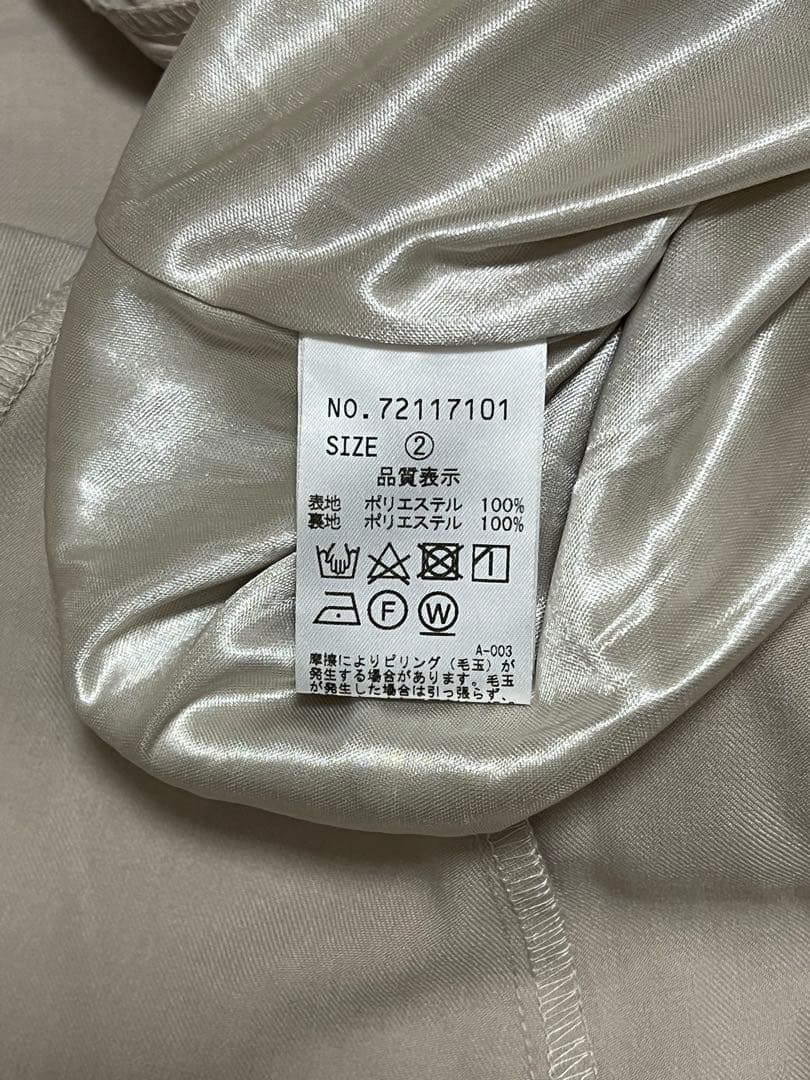 NO.72117101
SIZE ②
品質表示
表地 ポリエステル 100%
裏地 ポリエステル 100%
F W
A-003
摩擦によりピリング(毛玉)が
発生する場合があります。毛玉
が発生した場合は引っ張らず、